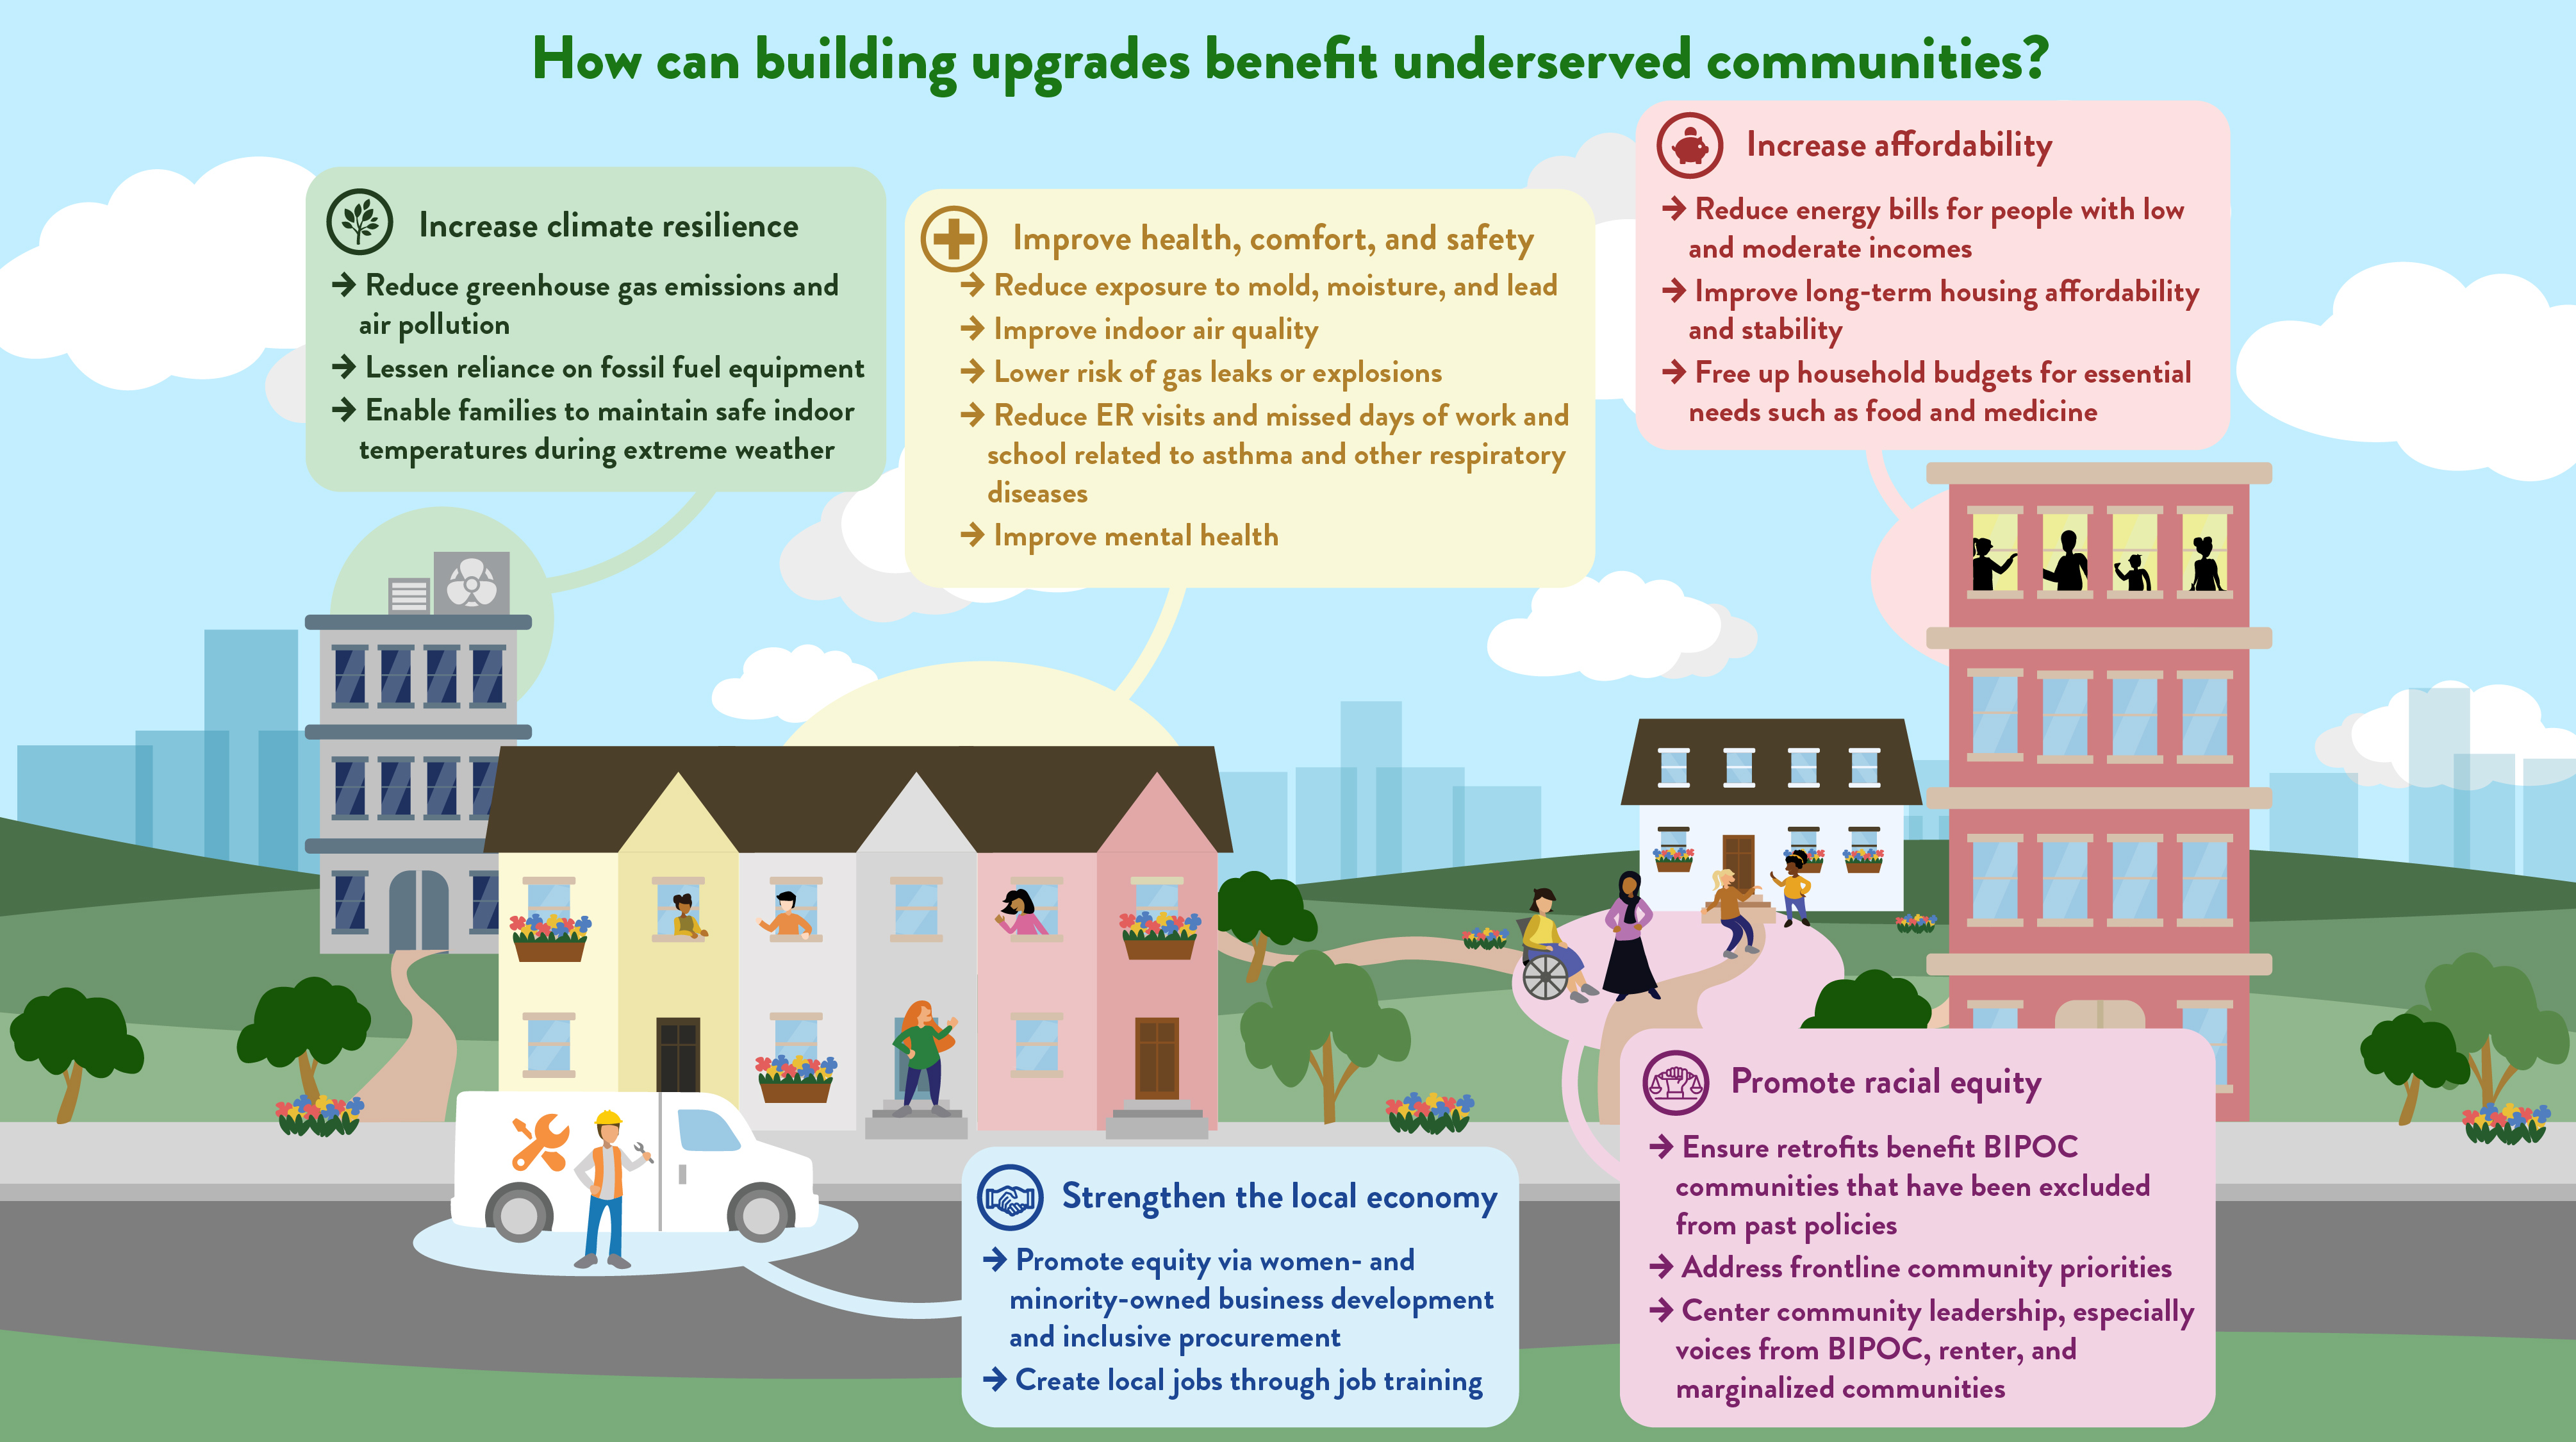 How can building upgrades benefit underserved communities?
Increase climate resilience
→ Reduce greenhouse gas emissions and
air pollution
→ Lessen reliance on fossil fuel equipment
→ Enable families to maintain safe indoor
temperatures during extreme weather
Improve health, comfort, and safety
→ Reduce exposure to mold, moisture, and lead
→ Improve indoor air quality
→ Lower risk of gas leaks or explosions
→ Reduce ER visits and missed days of work and
school related to asthma and other respiratory
diseases
→ Improve mental health
Increase affordability
→ Reduce energy bills for people with low
and moderate incomes
→ Improve long-term housing affordability
and stability
→ Free up household budgets for essential
needs such as food and medicine
Strengthen the local economy
→ Promote equity via women- and
minority-owned business development
and inclusive procurement
→ Create local jobs through job training
Promote racial equity
→ Ensure retrofits benefit BIPOC
communities that have been excluded
from past policies
→ Address frontline community priorities
→ Center community leadership, especially
voices from BIPOC, renter, and
marginalized communities